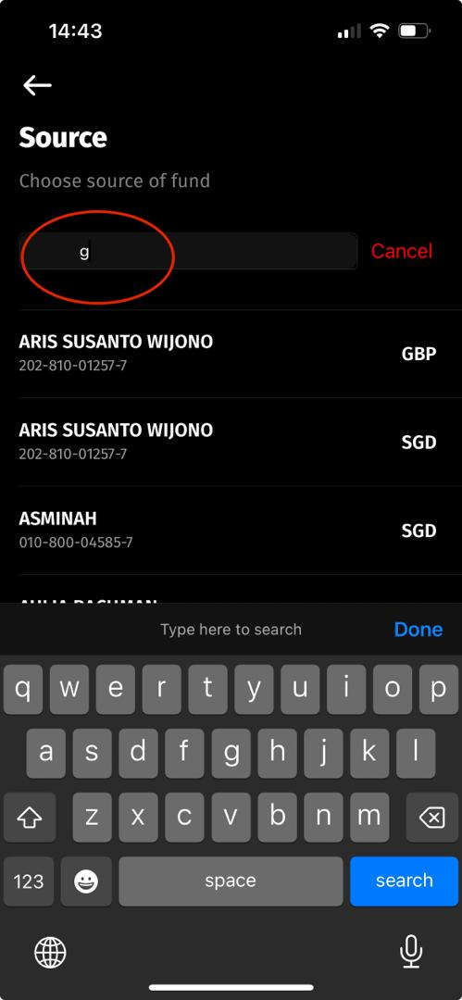 14:43
Source
Choose source of fund
g
Cancel
ARIS SUSANTO WIJONO
202-810-01257-7
GBP
ARIS SUSANTO WIJONO
202-810-01257-7
SGD
ASMINAH
010-800-04585-7
SGD
Type here to search
Done
q w e r t y u i o p
a s d f g h j k l
z x c v b n m
123
space
search